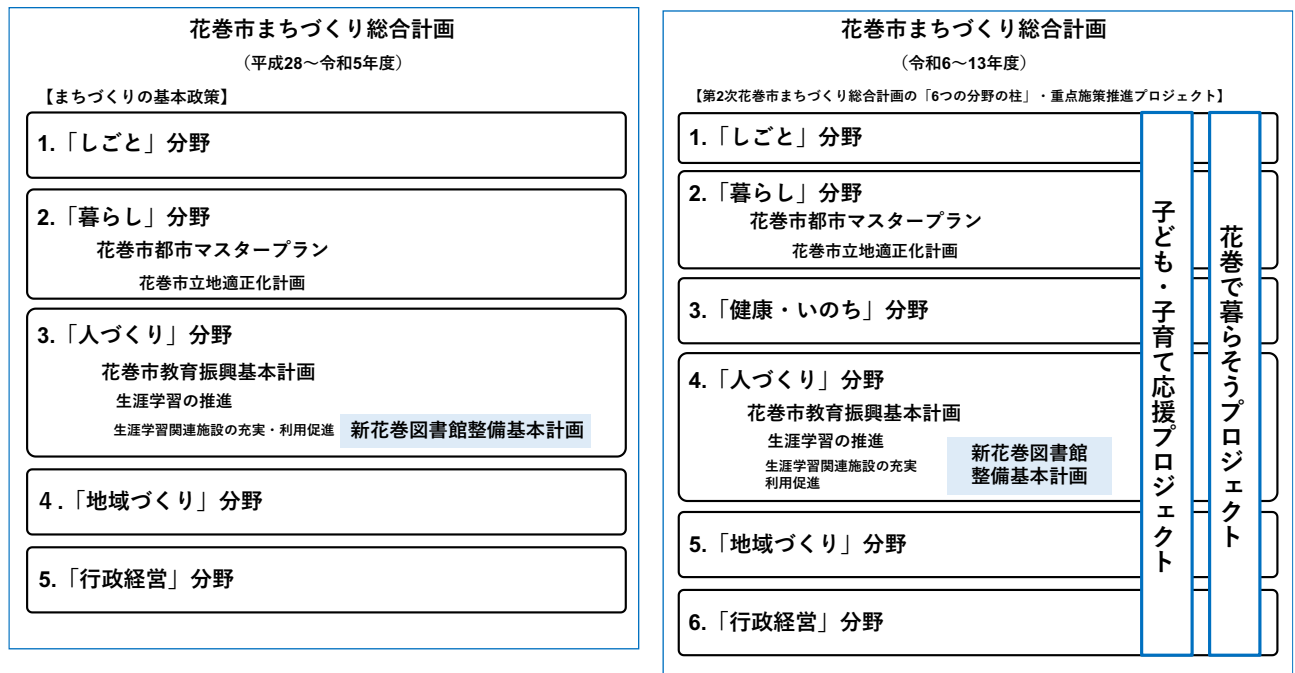 花巻市まちづくり総合計画
（平成28～令和5年度）
【まちづくりの基本政策】
1.「しごと」分野
2.「暮らし」分野
花巻市都市マスタープラン
花巻市立地適正化計画
3.「人づくり」分野
花巻市教育振興基本計画
生涯学習の推進
生涯学習関連施設の充実・利用促進
新花巻図書館整備基本計画
４.「地域づくり」分野
5.「行政経営」分野
花巻市まちづくり総合計画
（令和6～13年度）
【第2次花巻市まちづくり総合計画の「6つの分野の柱」・重点施策推進プロジェクト】
1.「しごと」分野
2.「暮らし」分野
花巻市都市マスタープラン
花巻市立地適正化計画
3.「健康・いのち」分野
4.「人づくり」分野
花巻市教育振興基本計画
生涯学習の推進
生涯学習関連施設の充実
利用促進
新花巻図書館
整備基本計画
5.「地域づくり」分野
6.「行政経営」分野
子ども・子育て応援プロジェクト
花巻で暮らそうプロジェクト